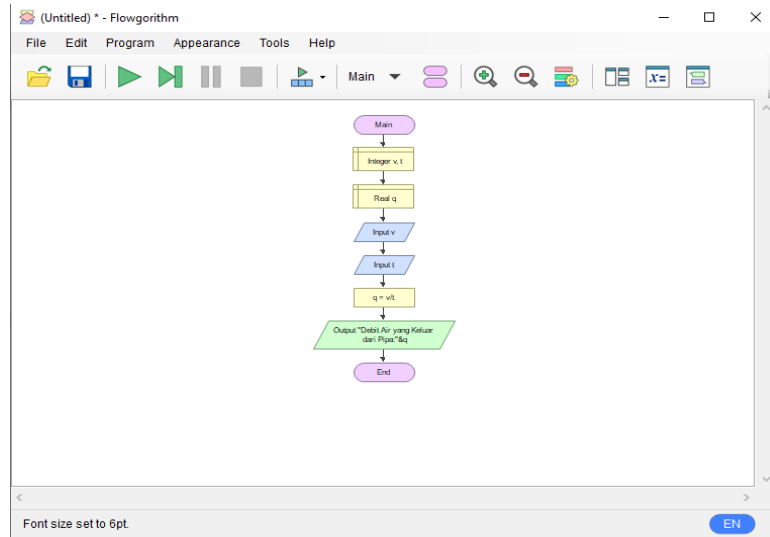 (Untitled) * - Flowgorithm
File Edit Program Appearance Tools Help
Main
x=
Main
Integer v, t
Real q
Input v
Input t
q = v/t
Output "Debit Air yang Keluar
dari Pipa:"&q
End
Font size set to 6pt.
EN